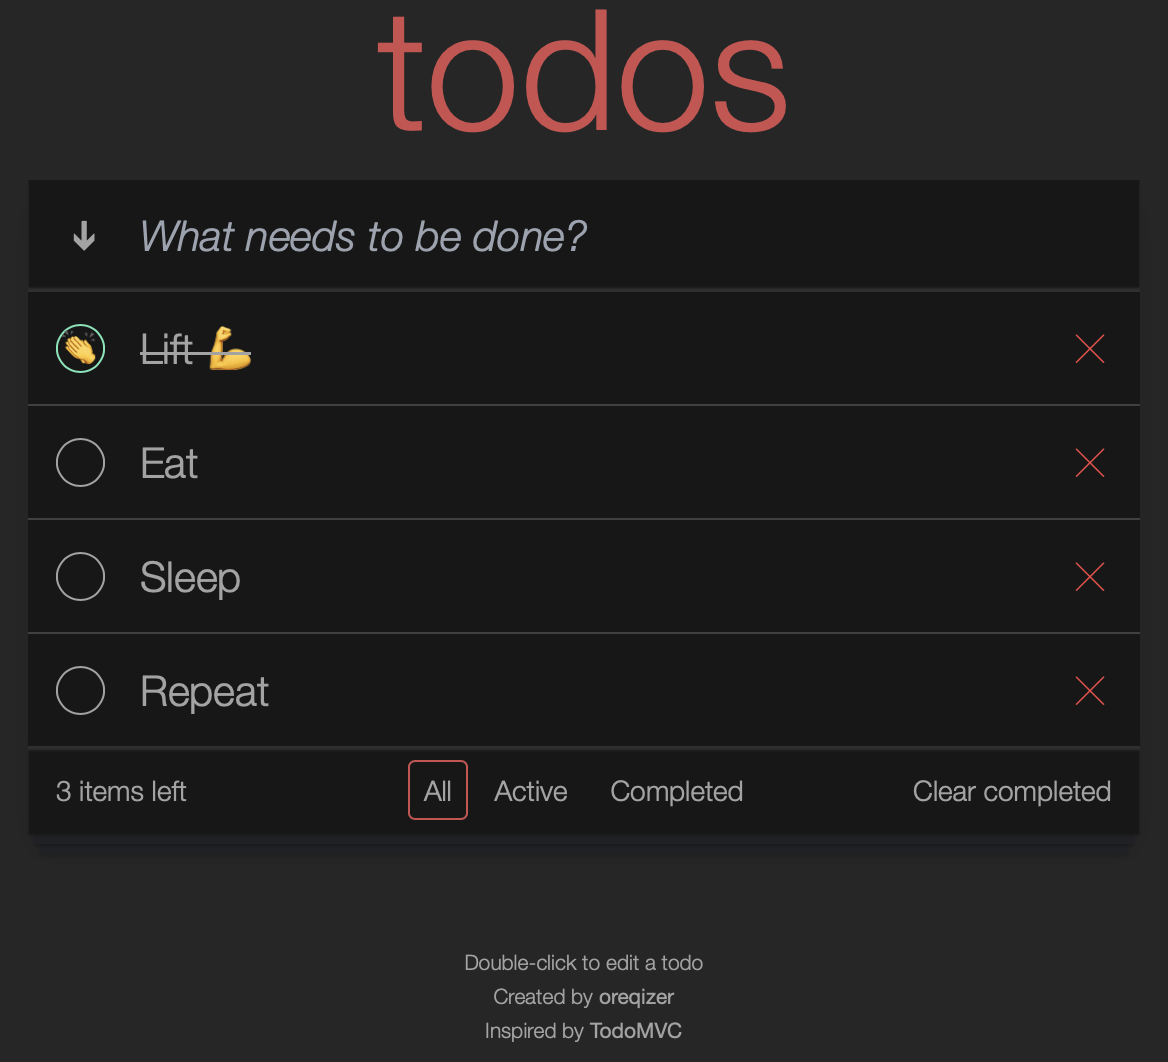 todos
What needs to be done?
Lift 💪
Eat
Sleep
Repeat
3 items left All Active Completed Clear completed
Double-click to edit a todo
Created by oreqizer
Inspired by TodoMVC